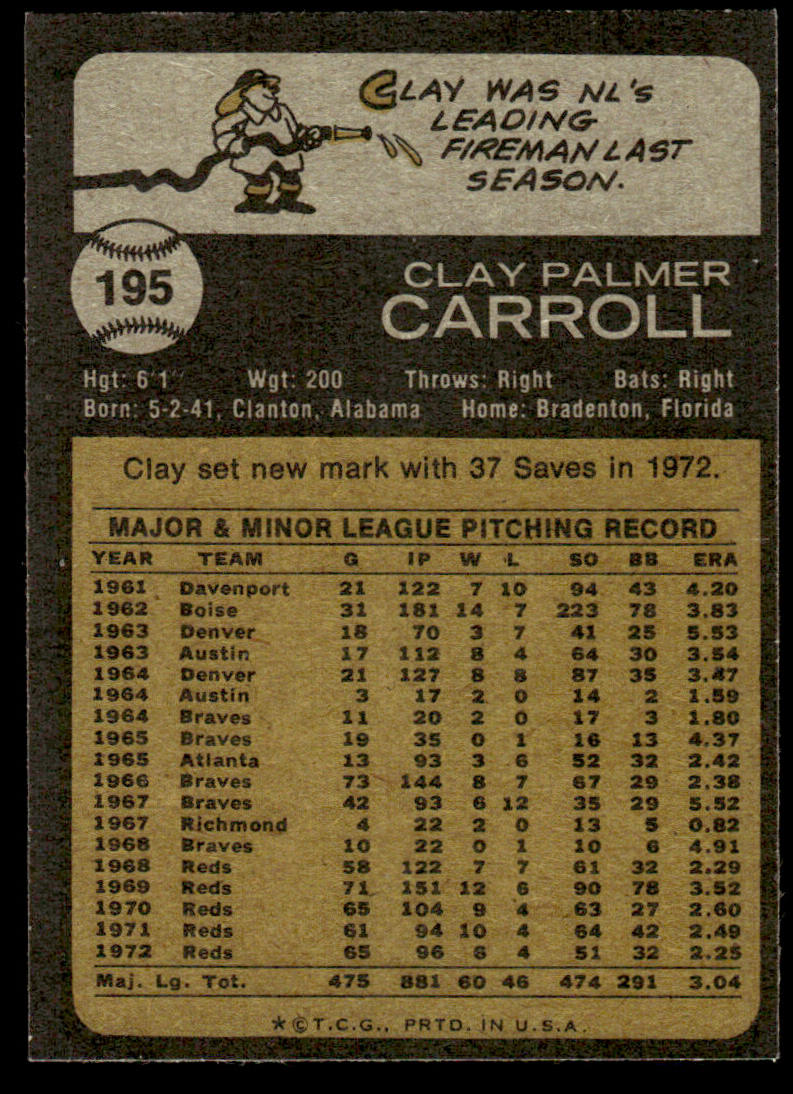 CLAY WAS NL'S
LEADING
FIREMAN LAST
SEASON.
195
CLAY PALMER
CARROLL
Hgt: 6'1" Wgt: 200 Throws: Right Bats: Right
Born: 5-2-41, Clanton, Alabama Home: Bradenton, Florida
Clay set new mark with 37 Saves in 1972.
MAJOR & MINOR LEAGUE PITCHING RECORD
YEAR TEAM G IP W L SO BB ERA
1961 Davenport 21 122 7 10 94 43 4.20
1962 Boise 31 181 14 7 223 78 3.83
1963 Denver 18 70 3 7 41 25 5.53
1963 Austin 17 112 8 4 64 30 3.54
1964 Denver 21 127 8 8 87 35 3.47
1964 Austin 3 17 2 0 14 2 1.59
1964 Braves 11 20 2 0 17 3 1.80
1965 Braves 19 35 0 1 16 13 4.37
1965 Atlanta 13 93 3 6 52 32 2.42
1966 Braves 73 144 8 7 67 29 2.38
1967 Braves 42 93 6 12 35 29 5.52
1967 Richmond 4 22 2 0 13 5 0.82
1968 Braves 10 22 0 1 10 6 4.91
1968 Reds 58 122 7 7 61 32 2.29
1969 Reds 71 151 12 6 90 78 3.52
1970 Reds 65 104 9 4 63 27 2.60
1971 Reds 61 94 10 4 64 42 2.49
1972 Reds 65 96 6 4 51 32 2.25
Maj. Lg. Tot. 475 881 60 46 474 291 3.04
*© T.C.G., PRTD. IN U.S.A.